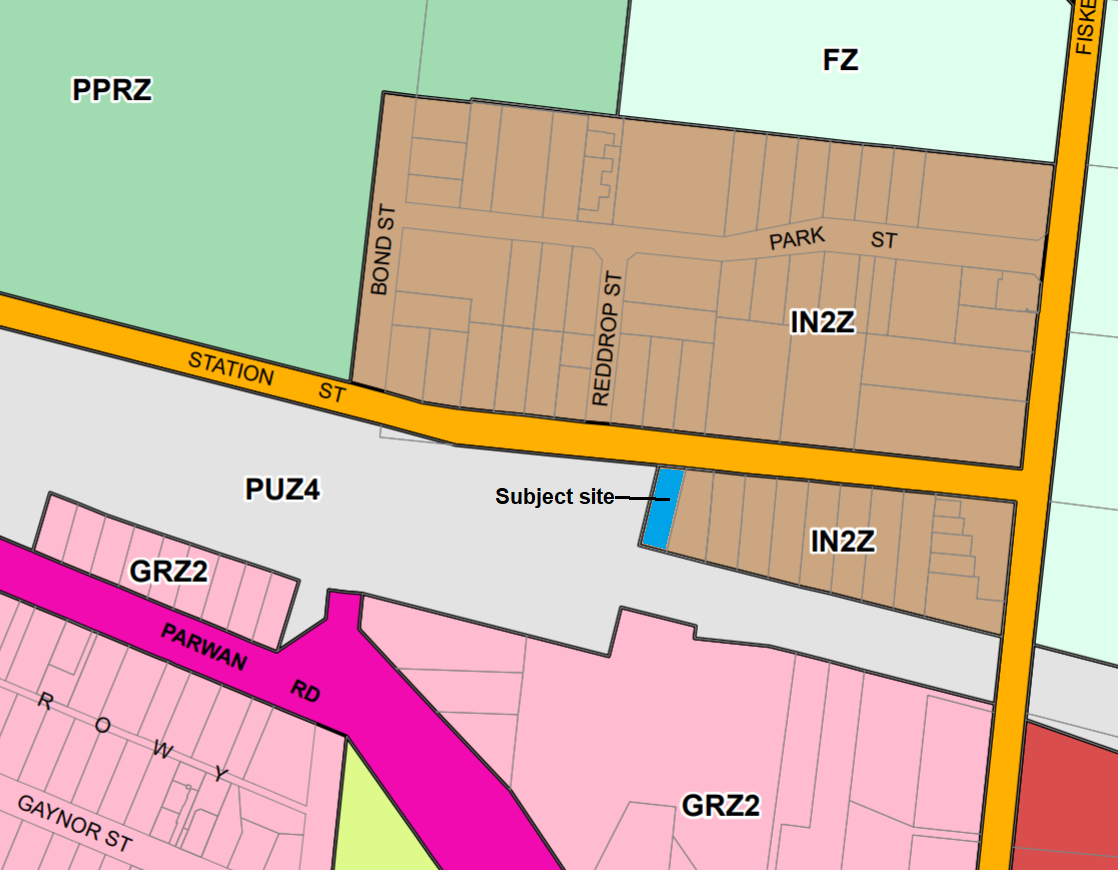 FISKE
FZ
PPRZ
BOND ST
PARK ST
REDDROP ST
IN2Z
STATION ST
PUZ4
Subject site
IN2Z
GRZ2
PARWAN RD
ROWY
GAYNOR ST
GRZ2